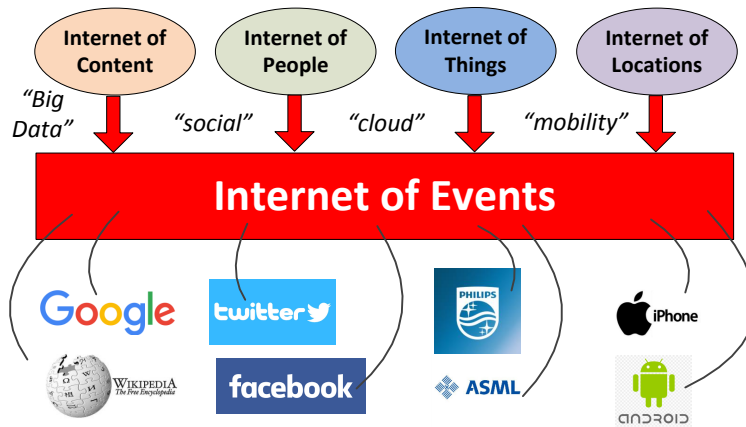 Internet of
Content
Internet of
People
Internet of
Things
Internet of
Locations
“Big
Data”
“social”
“cloud”
“mobility”
Internet of Events
Google
twitter
PHILIPS
iPhone
WIKIPEDIA
The Free Encyclopedia
facebook
ASML
ANDROID